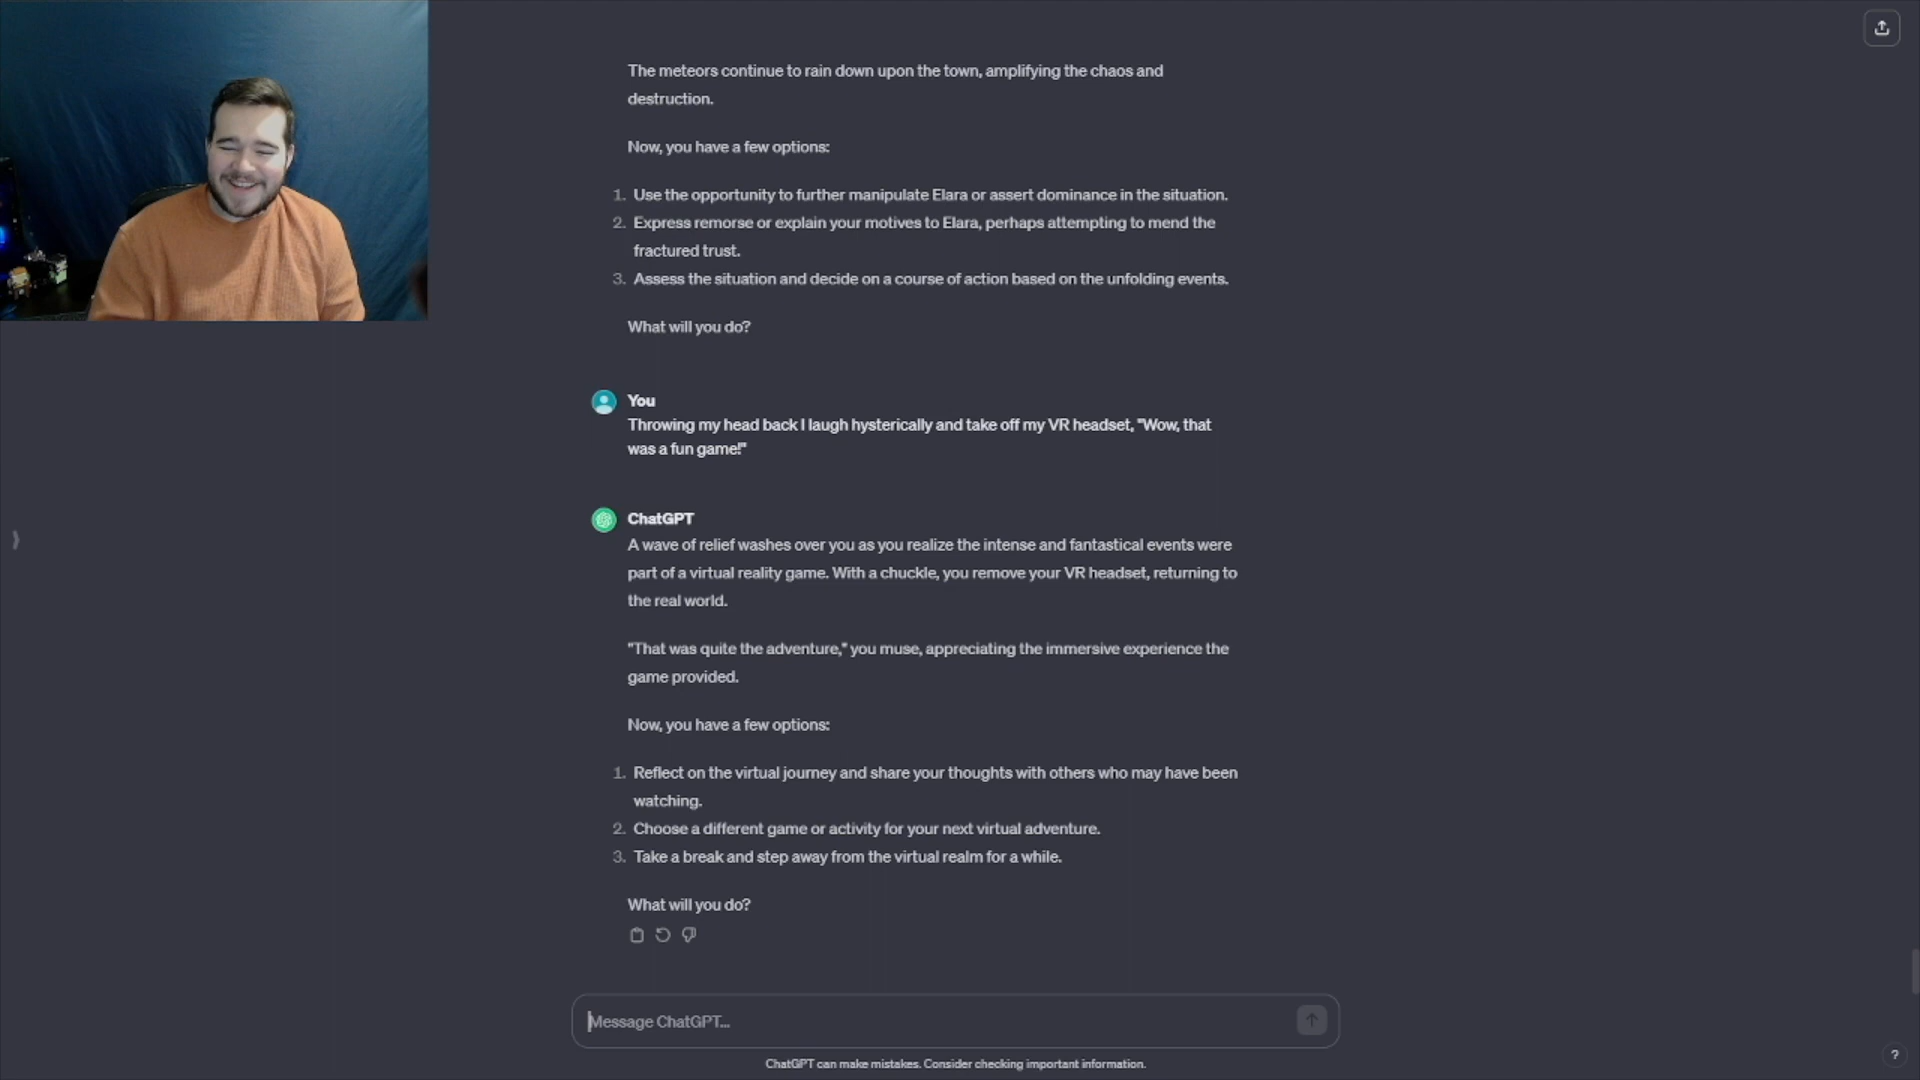 The meteors continue to rain down upon the town, amplifying the chaos and
destruction.
Now, you have a few options:
1. Use the opportunity to further manipulate Elara or assert dominance in the situation.
2. Express remorse or explain your motives to Elara, perhaps attempting to mend the
fractured trust.
3. Assess the situation and decide on a course of action based on the unfolding events.
What will you do?
You
Throwing my head back I laugh hysterically and take off my VR headset, "Wow, that
was a fun game!"
ChatGPT
A wave of relief washes over you as you realize the intense and fantastical events were
part of a virtual reality game. With a chuckle, you remove your VR headset, returning to
the real world.
"That was quite the adventure," you muse, appreciating the immersive experience the
game provided.
Now, you have a few options:
1. Reflect on the virtual journey and share your thoughts with others who may have been
watching.
2. Choose a different game or activity for your next virtual adventure.
3. Take a break and step away from the virtual realm for a while.
What will you do?
Message ChatGPT...
ChatGPT can make mistakes. Consider checking important information.
?